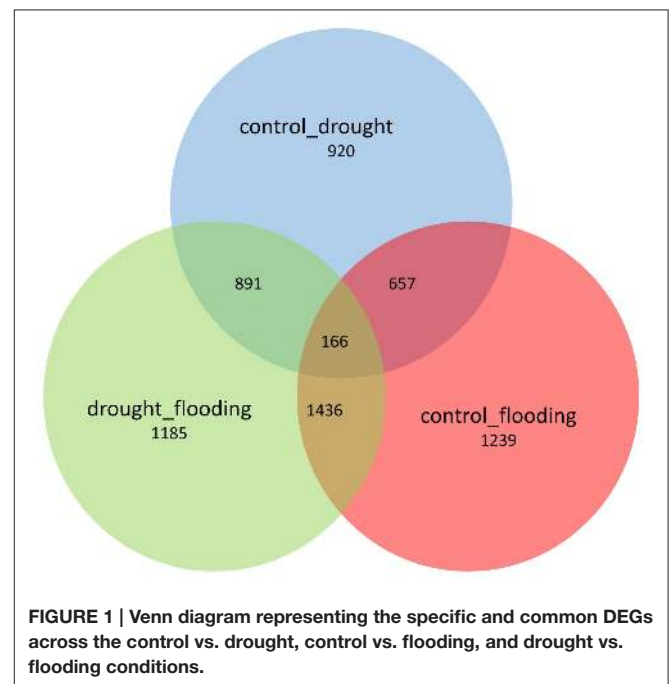 control_drought
920
891
657
166
drought_flooding
1185
1436
control_flooding
1239
FIGURE 1 | Venn diagram representing the specific and common DEGs
across the control vs. drought, control vs. flooding, and drought vs.
flooding conditions.